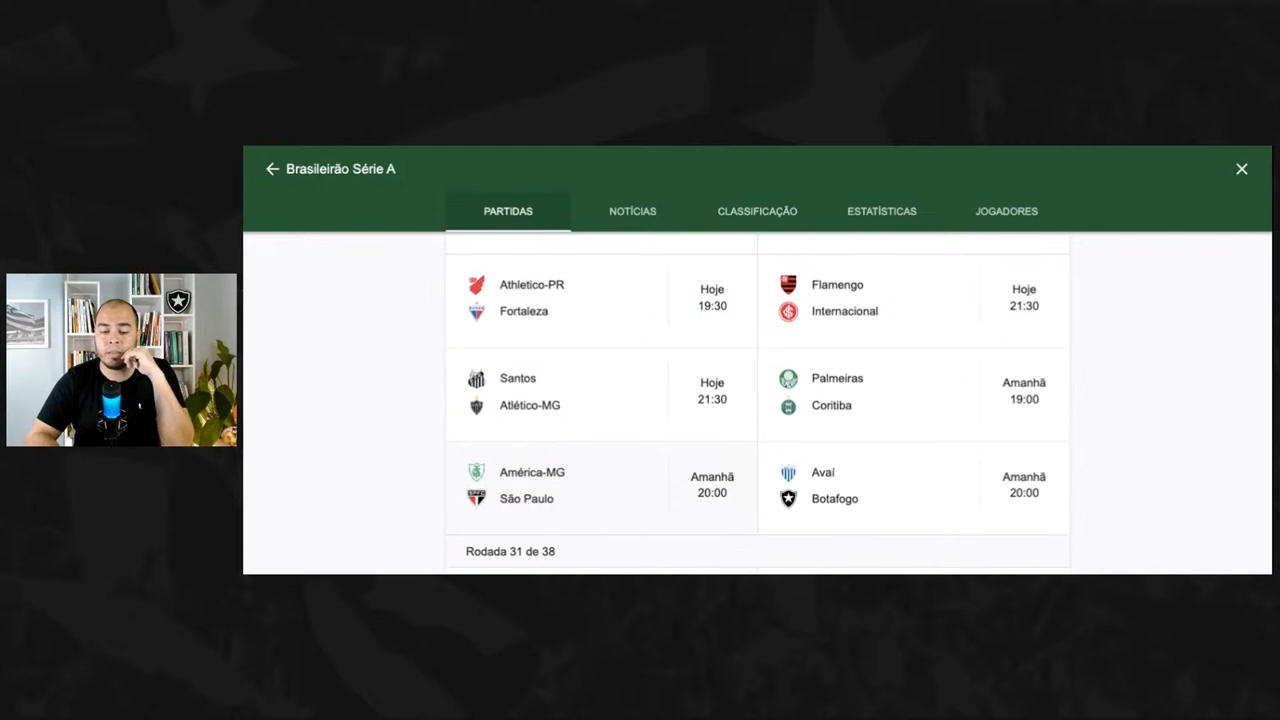 Brasileirão Série A
PARTIDAS
NOTÍCIAS
CLASSIFICAÇÃO
ESTATÍSTICAS
JOGADORES
Athletico-PR
Fortaleza
Hoje
19:30
Flamengo
Internacional
Hoje
21:30
Santos
Atlético-MG
Hoje
21:30
Palmeiras
Coritiba
Amanhã
19:00
América-MG
São Paulo
Amanhã
20:00
Avaí
Botafogo
Amanhã
20:00
Rodada 31 de 38